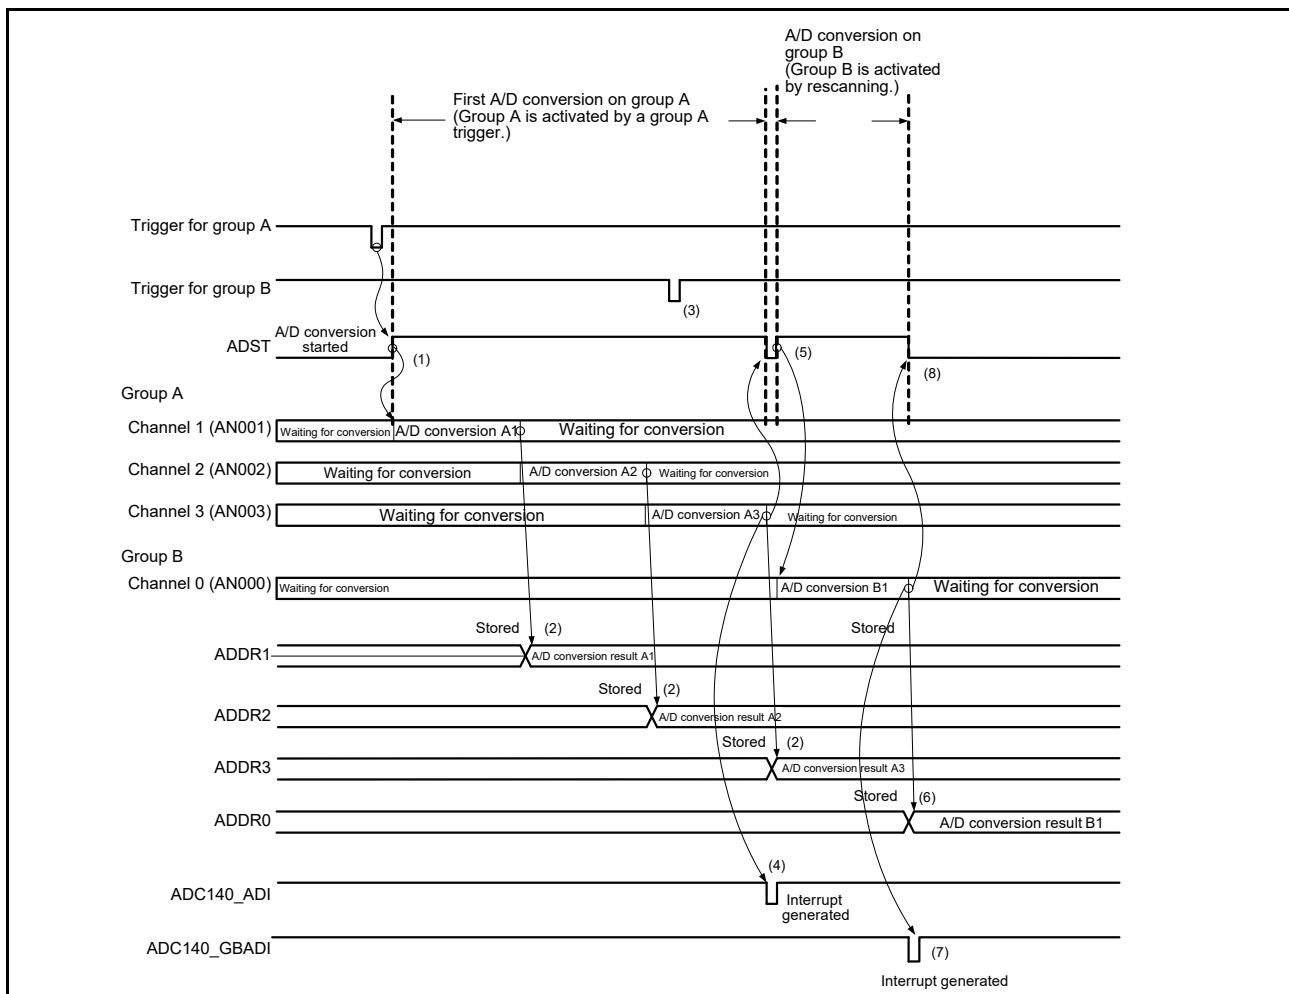 A/D conversion on
group B
(Group B is activated
by rescanning.)
First A/D conversion on group A
(Group A is activated by a group A
trigger.)
Trigger for group A
Trigger for group B
(3)
A/D conversion
started
ADST
(1)
(5)
(8)
Group A
Channel 1 (AN001)
Waiting for conversion
A/D conversion A1
Waiting for conversion
Channel 2 (AN002)
Waiting for conversion
A/D conversion A2
Waiting for conversion
Channel 3 (AN003)
Waiting for conversion
A/D conversion A3
Waiting for conversion
Group B
Channel 0 (AN000)
Waiting for conversion
A/D conversion B1
Waiting for conversion
Stored
(2)
Stored
ADDR1
A/D conversion result A1
Stored
(2)
ADDR2
A/D conversion result A2
Stored
(2)
ADDR3
A/D conversion result A3
Stored
(6)
ADDR0
A/D conversion result B1
(4)
ADC140_ADI
Interrupt
generated
ADC140_GBADI
(7)
Interrupt generated